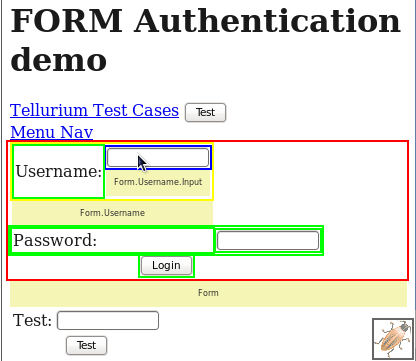 FORM Authentication
demo
Tellurium Test Cases Test
Menu Nav
Username:
Form.Username.Input
Form.Username
Password:
Login
Form
Test:
Test